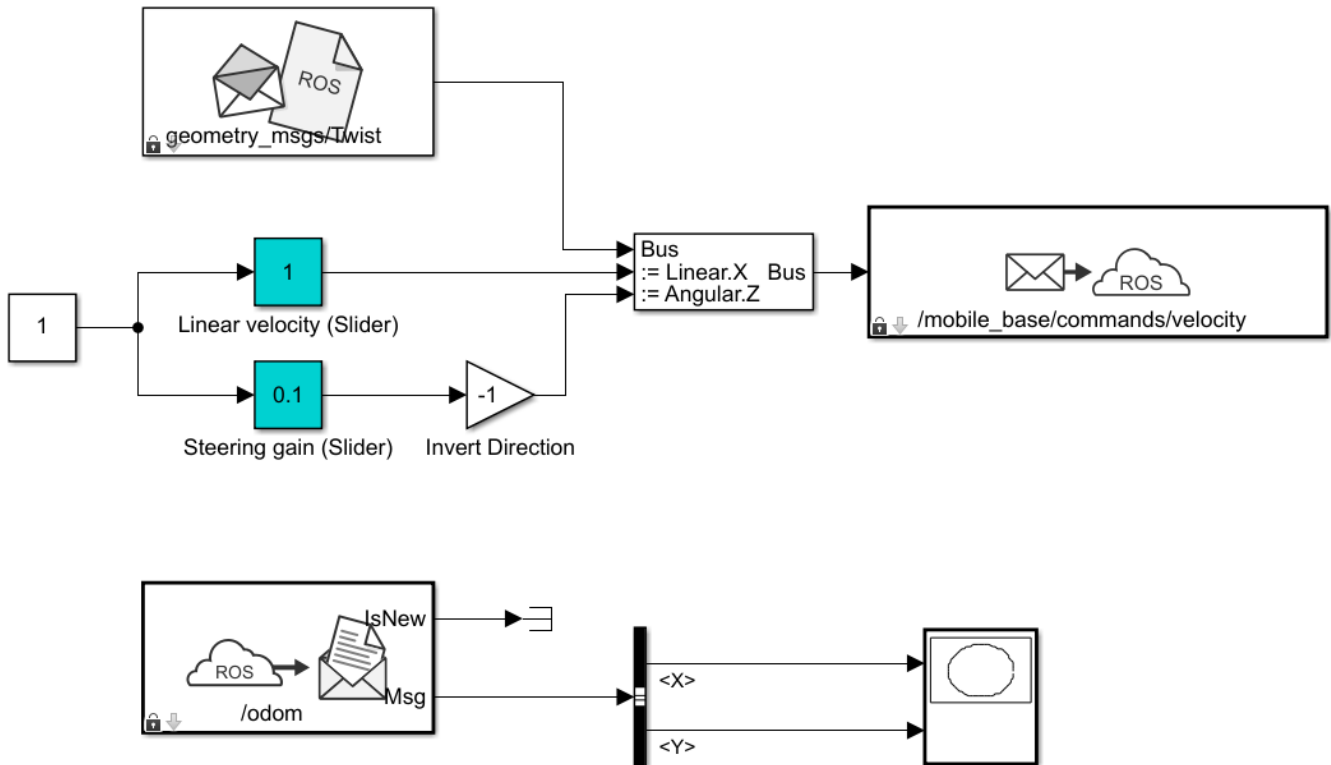 ROS
geometry_msgs/Twist
1
1
Linear velocity (Slider)
0.1
Steering gain (Slider)
-1
Invert Direction
Bus
:= Linear.X Bus
:= Angular.Z
ROS
/mobile_base/commands/velocity
IsNew
ROS
Msg
/odom
<X>
<Y>